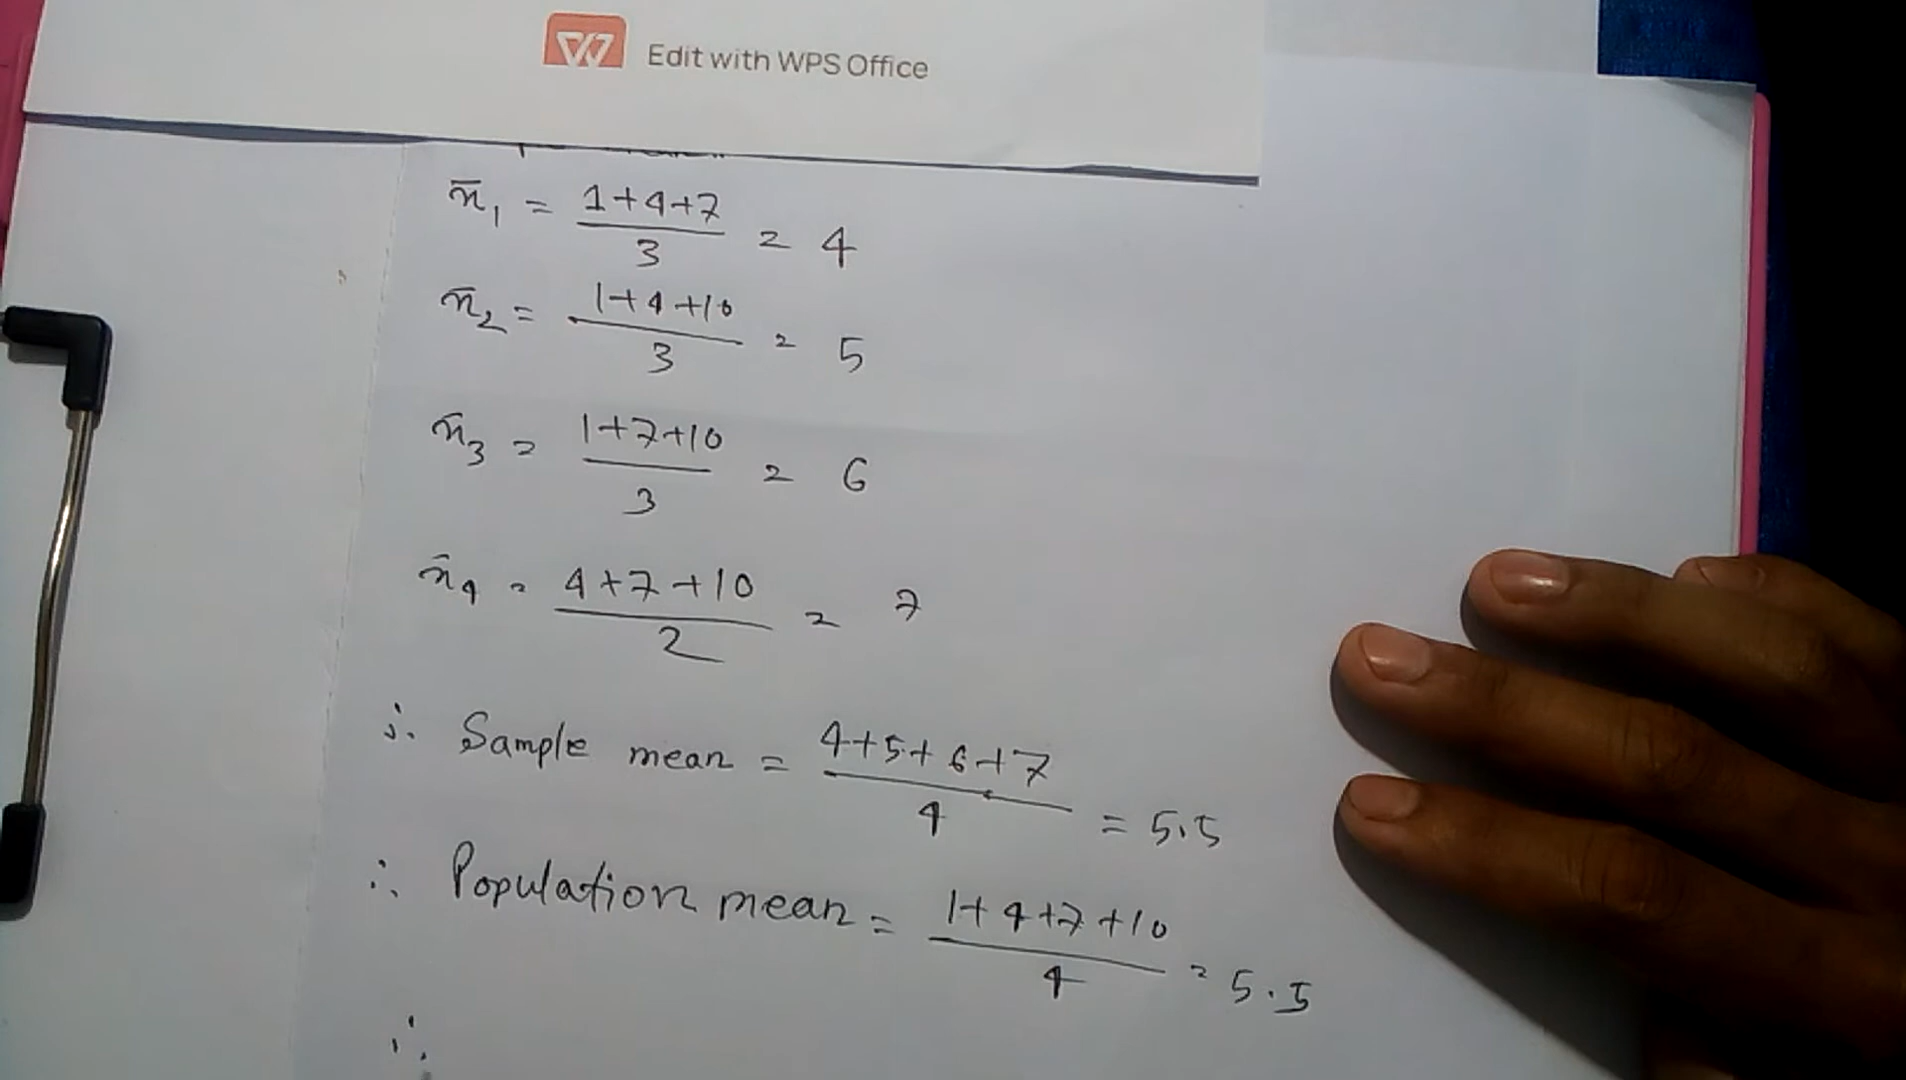 Edit with WPS Office
x̄₁ = (1+4+7)/3 = 4
x̄₂ = (1+4+10)/3 = 5
x̄₃ = (1+7+10)/3 = 6
x̄₄ = (4+7+10)/2 = 7
∴ Sample mean = (4+5+6+7)/4 = 5.5
∴ Population mean = (1+4+7+10)/4 = 5.5
∴